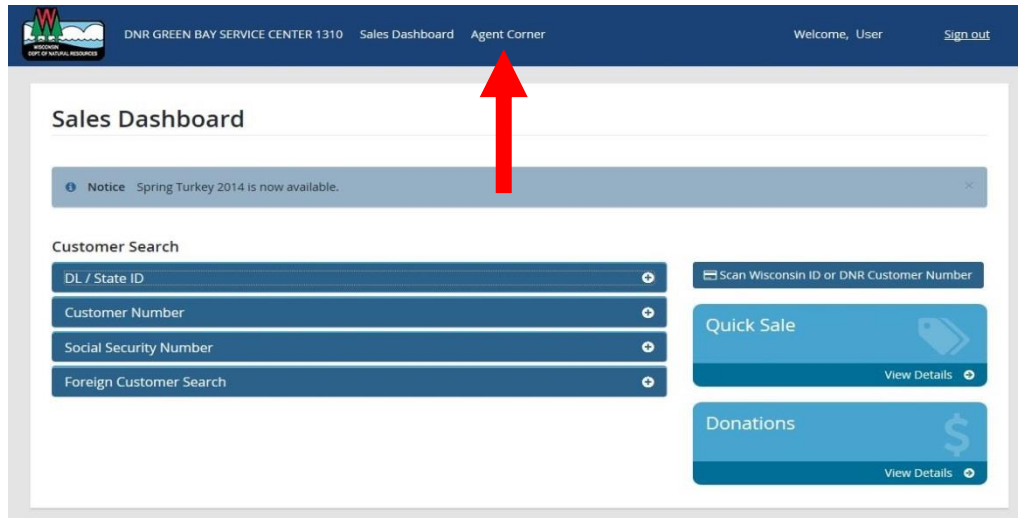 W
WISCONSIN
DEPT OF NATURAL RESOURCES
DNR GREEN BAY SERVICE CENTER 1310 Sales Dashboard Agent Corner Welcome, User Sign out
Sales Dashboard
Notice Spring Turkey 2014 is now available. ×
Customer Search
DL / State ID
Customer Number
Social Security Number
Foreign Customer Search
Scan Wisconsin ID or DNR Customer Number
Quick Sale
View Details
Donations
$
View Details